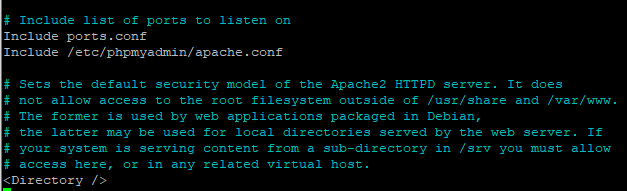 # Include list of ports to listen on
Include ports.conf
Include /etc/phpmyadmin/apache.conf
# Sets the default security model of the Apache2 HTTPD server. It does
# not allow access to the root filesystem outside of /usr/share and /var/www.
# The former is used by web applications packaged in Debian,
# the latter may be used for local directories served by the web server. If
# your system is serving content from a sub-directory in /srv you must allow
# access here, or in any related virtual host.
<Directory />